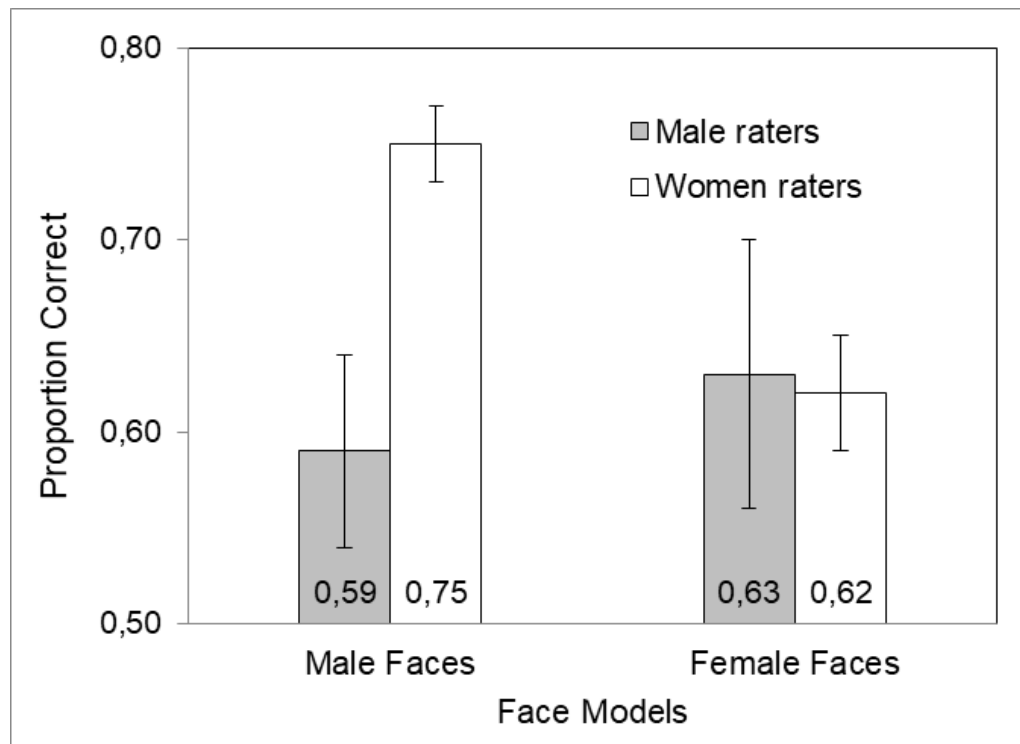 0,80
0,70
0,60
0,50
Proportion Correct
Male raters
Women raters
0,59
0,75
0,63
0,62
Male Faces
Female Faces
Face Models